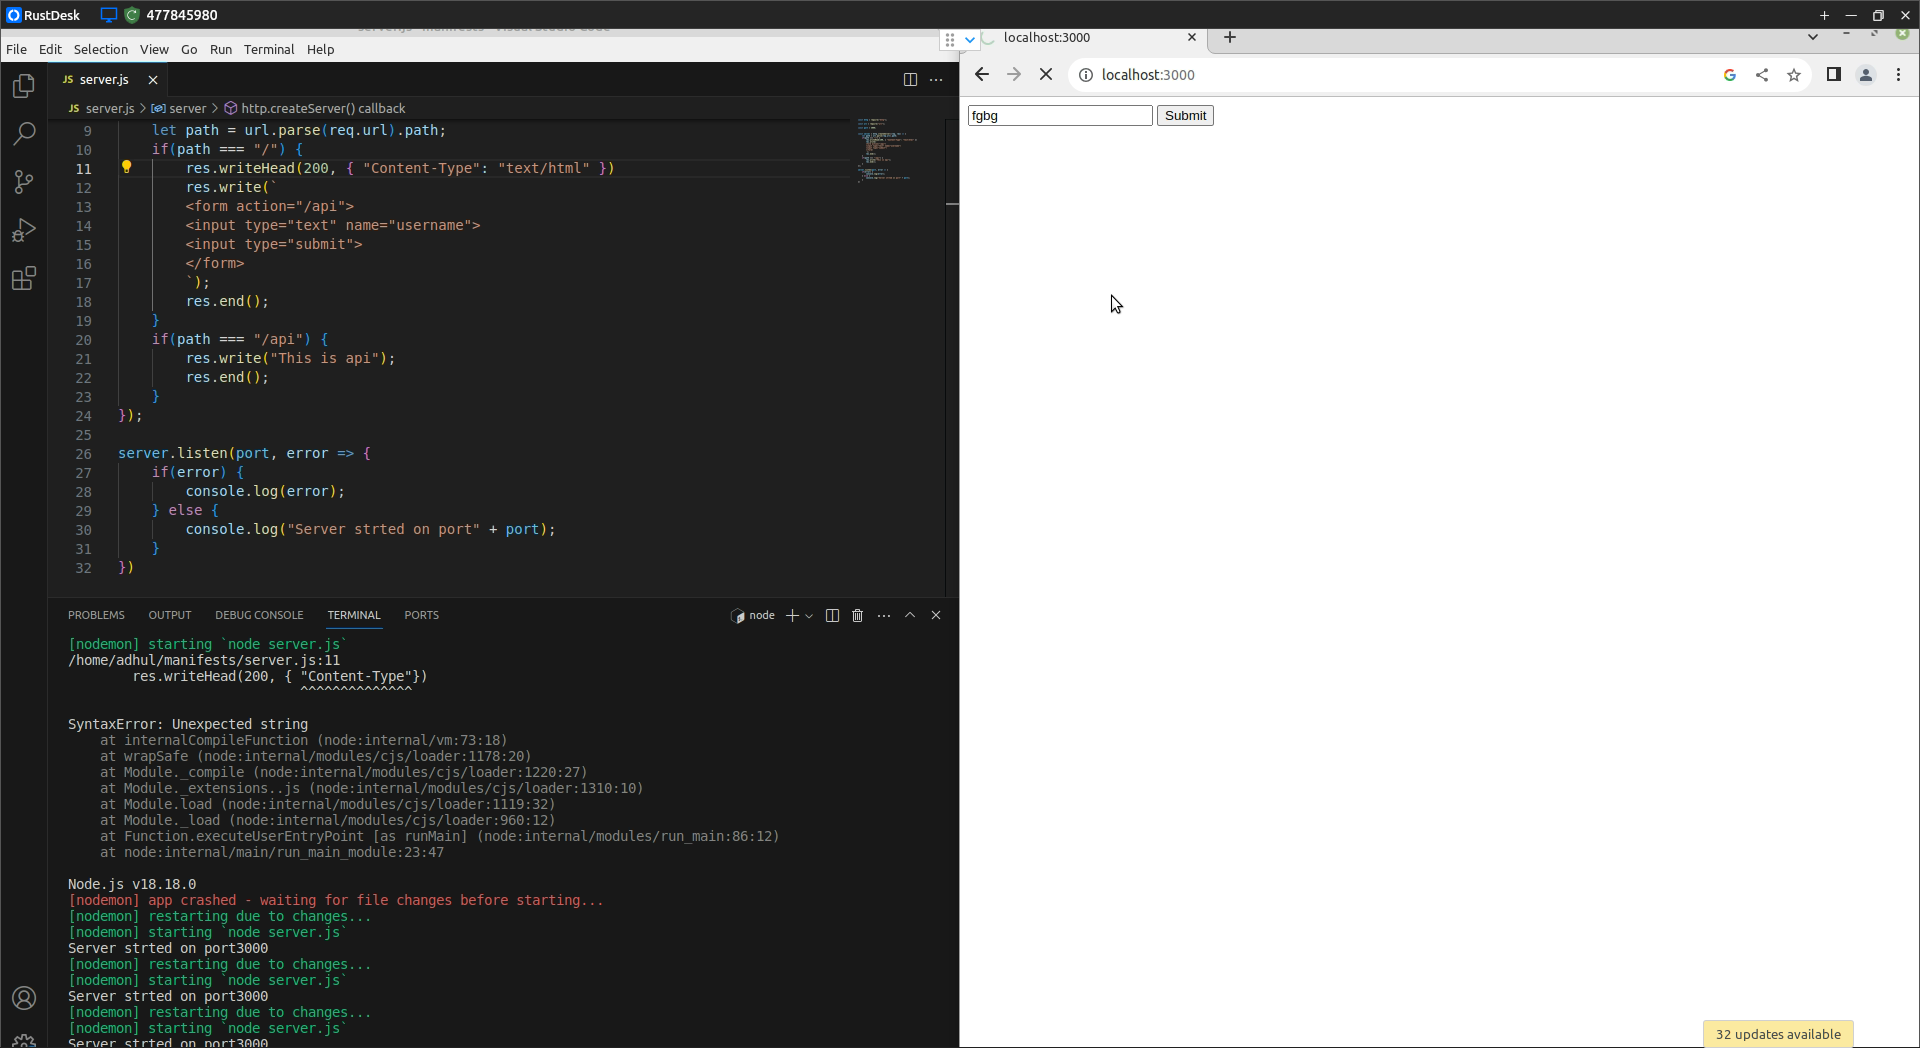 RustDesk 477845980
File Edit Selection View Go Run Terminal Help
JS server.js
JS server.js > server > http.createServer() callback
9 let path = url.parse(req.url).path;
10 if(path === "/") {
11 res.writeHead(200, { "Content-Type": "text/html" })
12 res.write(`
13 <form action="/api">
14 <input type="text" name="username">
15 <input type="submit">
16 </form>
17 `);
18 res.end();
19 }
20 if(path === "/api") {
21 res.write("This is api");
22 res.end();
23 }
24 });
25
26 server.listen(port, error => {
27 if(error) {
28 console.log(error);
29 } else {
30 console.log("Server strted on port" + port);
31 }
32 })
PROBLEMS OUTPUT DEBUG CONSOLE TERMINAL PORTS node
[nodemon] starting `node server.js`
/home/adhul/manifests/server.js:11
res.writeHead(200, { "Content-Type"})
^^^^^^^^^^^^^^
SyntaxError: Unexpected string
at internalCompileFunction (node:internal/vm:73:18)
at wrapSafe (node:internal/modules/cjs/loader:1178:20)
at Module._compile (node:internal/modules/cjs/loader:1220:27)
at Module._extensions..js (node:internal/modules/cjs/loader:1310:10)
at Module.load (node:internal/modules/cjs/loader:1119:32)
at Module._load (node:internal/modules/cjs/loader:960:12)
at Function.executeUserEntryPoint [as runMain] (node:internal/modules/run_main:86:12)
at node:internal/main/run_main_module:23:47
Node.js v18.18.0
[nodemon] app crashed - waiting for file changes before starting...
[nodemon] restarting due to changes...
[nodemon] starting `node server.js`
Server strted on port3000
[nodemon] restarting due to changes...
[nodemon] starting `node server.js`
Server strted on port3000
[nodemon] restarting due to changes...
[nodemon] starting `node server.js`
Server strted on port3000
localhost:3000
localhost:3000
fgbg Submit
32 updates available